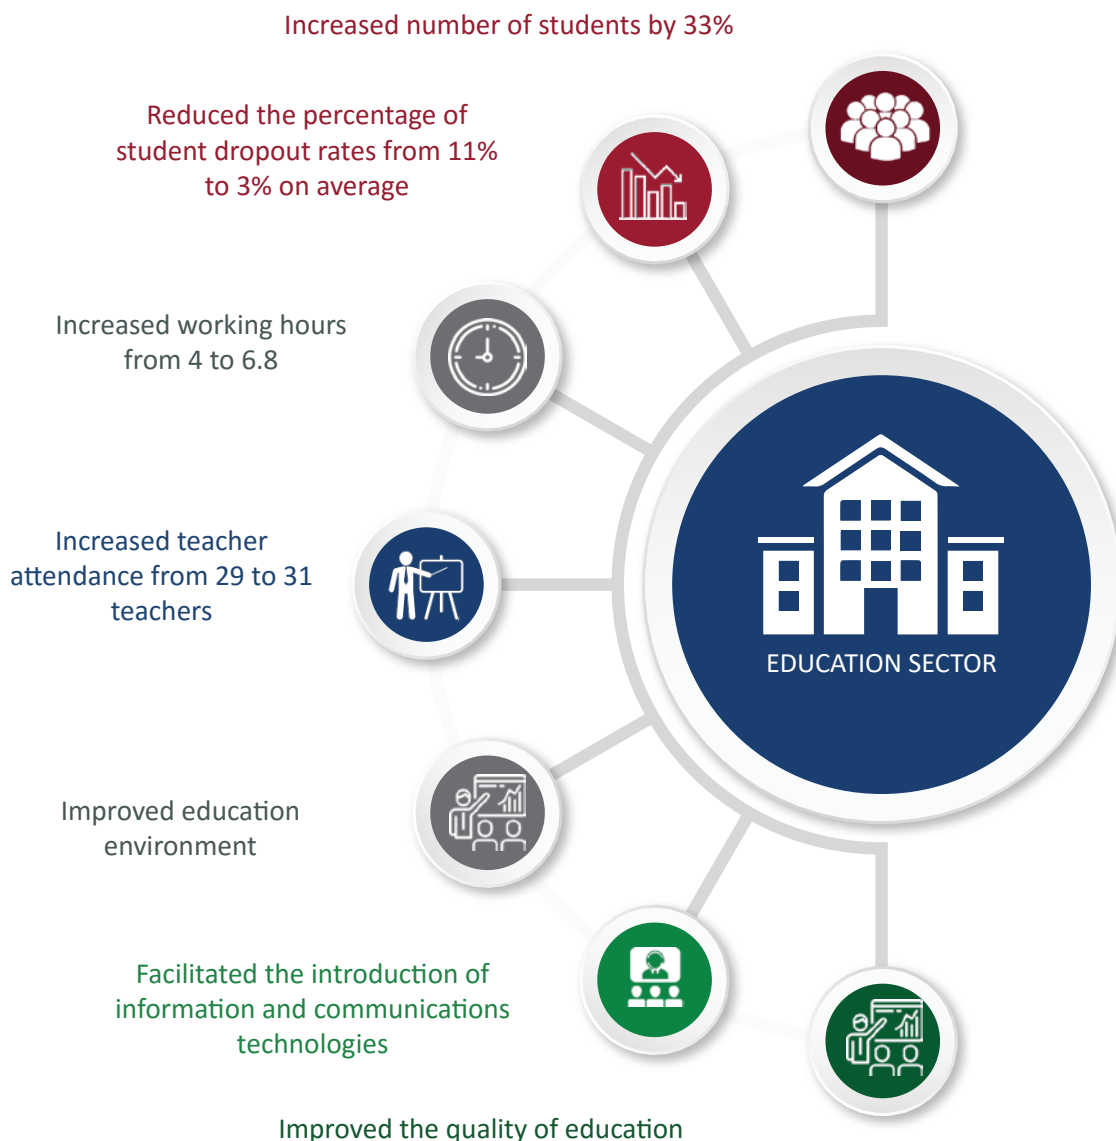 Increased number of students by 33%
Reduced the percentage of
student dropout rates from 11%
to 3% on average
Increased working hours
from 4 to 6.8
Increased teacher
attendance from 29 to 31
teachers
EDUCATION SECTOR
Improved education
environment
Facilitated the introduction of
information and communications
technologies
Improved the quality of education